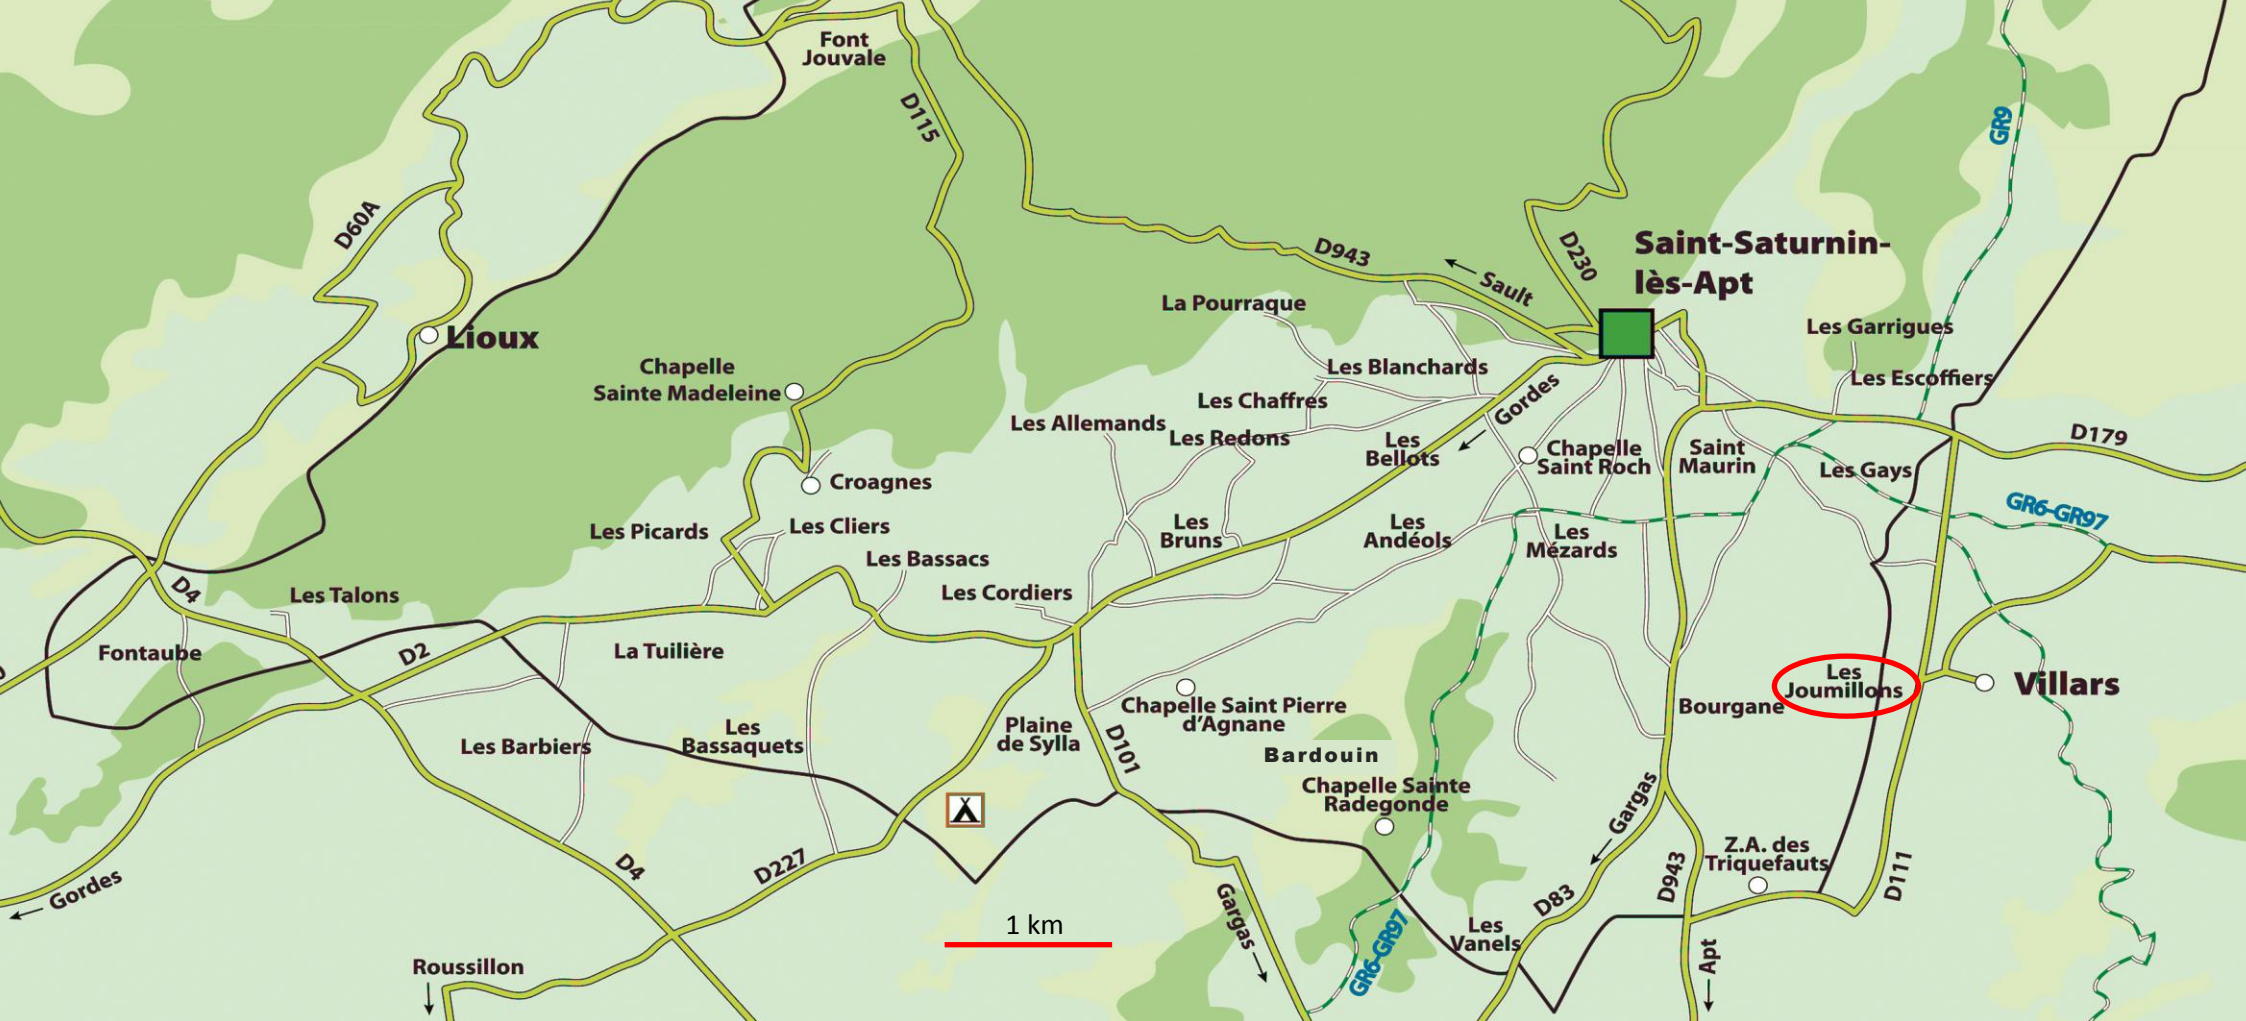 Font
Jouvale
D115
GR9
D60A
D943
Sault
D230
Saint-Saturnin-
lès-Apt
La Pourraque
Les Garrigues
Lioux
Chapelle
Sainte Madeleine
Les Blanchards
Les Escoffiers
Gordes
Les Chaffres
Les Allemands
Les Redons
Les
Bellots
Chapelle
Saint Roch
Saint
Maurin
D179
Les Gays
Croagnes
GR6-GR97
Les Picards
Les Cliers
Les
Bruns
Les
Andéols
Les
Mézards
Les Bassacs
D4
Les Talons
Les Cordiers
Fontaube
D2
La Tuilière
Les
Joumillons
Villars
Chapelle Saint Pierre
d'Agnane
Bourgane
Les Barbiers
Les
Bassaquets
Plaine
de Sylla
D101
Bardouin
Chapelle Sainte
Radegonde
Gargas
Z.A. des
Triquefauts
D943
D111
D4
D227
Gordes
D83
1 km
Gargas
GR6-GR97
Les
Vanels
Apt
Roussillon